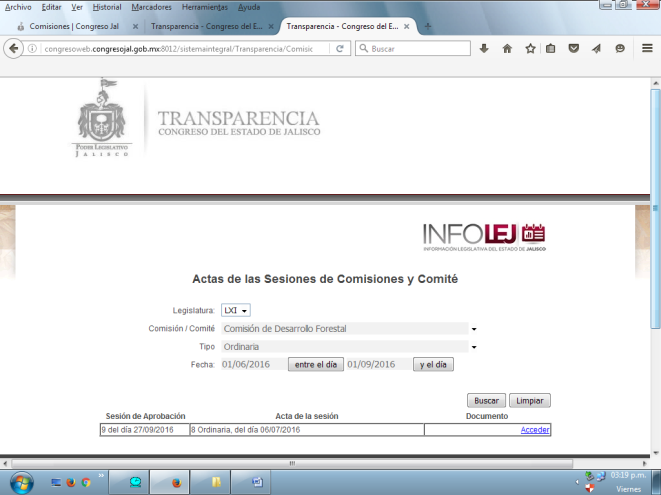 Archivo Editar Ver Historial Marcadores Herramientas Ayuda
Comisiones | Congreso Jal × Transparencia - Congreso del E... × Transparencia - Congreso del E... × +
congresoweb.congresojal.gob.mx:8012/sistemaintegral/Transparencia/Comisic Buscar
PODER LEGISLATIVO
JALISCO
TRANSPARENCIA
CONGRESO DEL ESTADO DE JALISCO
INFOLEJ
INFORMACIÓN LEGISLATIVA DEL ESTADO DE JALISCO
Actas de las Sesiones de Comisiones y Comité
Legislatura: LXI
Comisión / Comité Comisión de Desarrollo Forestal
Tipo Ordinaria
Fecha: 01/06/2016 entre el día 01/09/2016 y el día
Buscar Limpiar
Sesión de Aprobación Acta de la sesión Documento
9 del día 27/09/2016 8 Ordinaria, del día 06/07/2016 Acceder
03:19 p.m.
Viernes